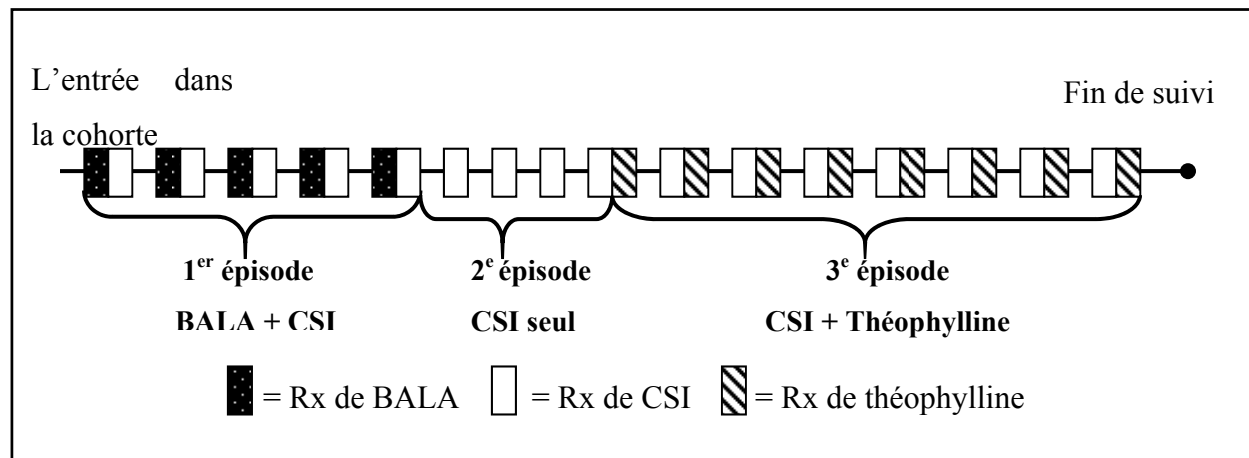 L'entrée dans
la cohorte
Fin de suivi
1er épisode
2e épisode
3e épisode
BALA + CSI
CSI seul
CSI + Théophylline
= Rx de BALA
= Rx de CSI
= Rx de théophylline